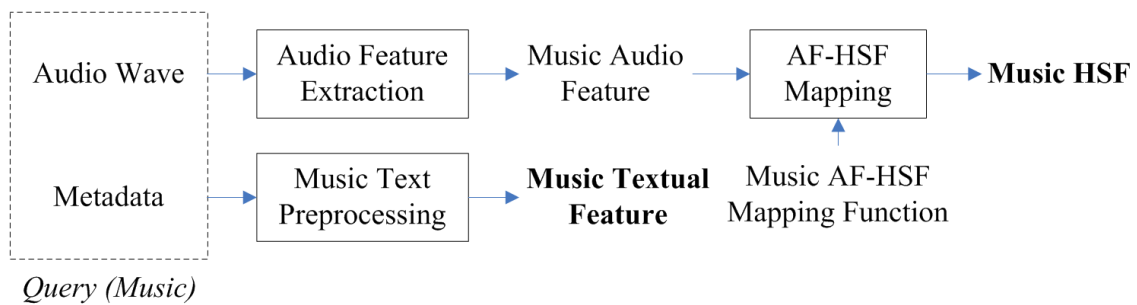 Audio Wave
Audio Feature
Extraction
Music Audio
Feature
AF-HSF
Mapping
Music HSF
Metadata
Music Text
Preprocessing
Music Textual
Feature
Music AF-HSF
Mapping Function
Query (Music)